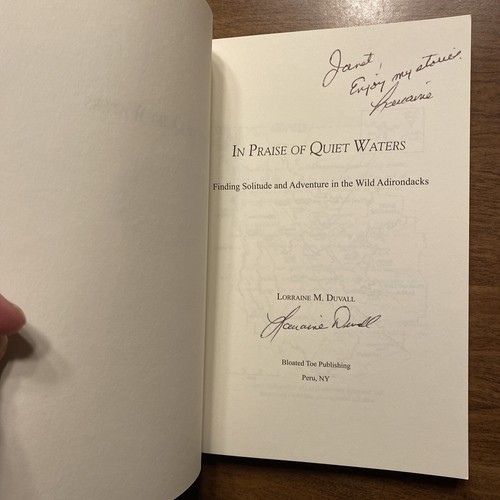 Janet,
Enjoy my stories.
Lorraine
IN PRAISE OF QUIET WATERS
Finding Solitude and Adventure in the Wild Adirondacks
LORRAINE M. DUVALL
Lorraine Duvall
Bloated Toe Publishing
Peru, NY